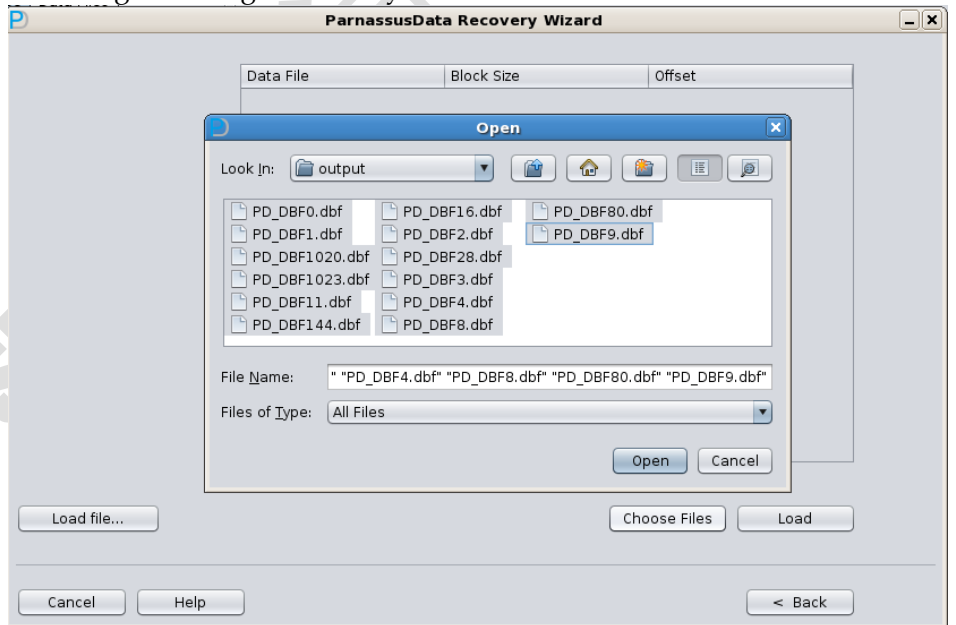 ParnassusData Recovery Wizard
Data File Block Size Offset
Open
Look In: output
PD_DBF0.dbf PD_DBF16.dbf PD_DBF80.dbf
PD_DBF1.dbf PD_DBF2.dbf PD_DBF9.dbf
PD_DBF1020.dbf PD_DBF28.dbf
PD_DBF1023.dbf PD_DBF3.dbf
PD_DBF11.dbf PD_DBF4.dbf
PD_DBF144.dbf PD_DBF8.dbf
File Name: " "PD_DBF4.dbf" "PD_DBF8.dbf" "PD_DBF80.dbf" "PD_DBF9.dbf"
Files of Type: All Files
Open Cancel
Load file... Choose Files Load
Cancel Help < Back